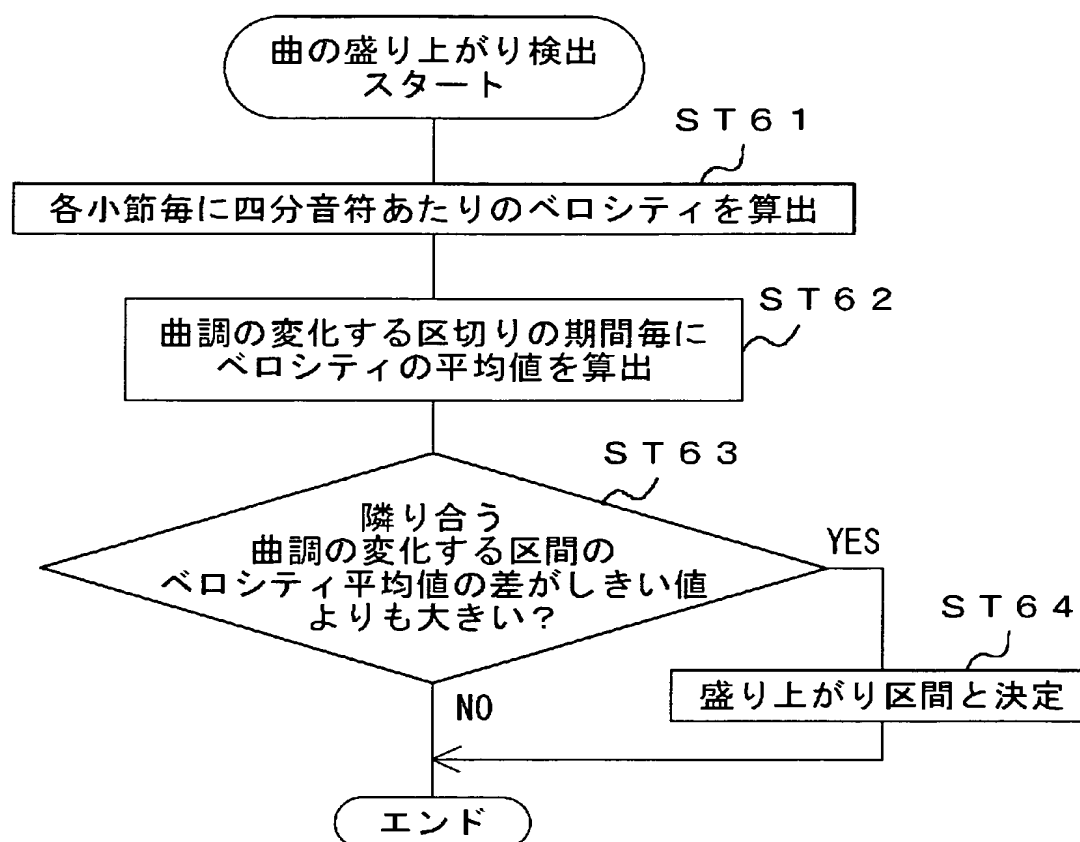 曲の盛り上がり検出
スタート
ST61
各小節毎に四分音符あたりのベロシティを算出
ST62
曲調の変化する区切りの期間毎に
ベロシティの平均値を算出
ST63
隣り合う
曲調の変化する区間の
ベロシティ平均値の差がしきい値
よりも大きい?
YES
ST64
盛り上がり区間と決定
NO
エンド